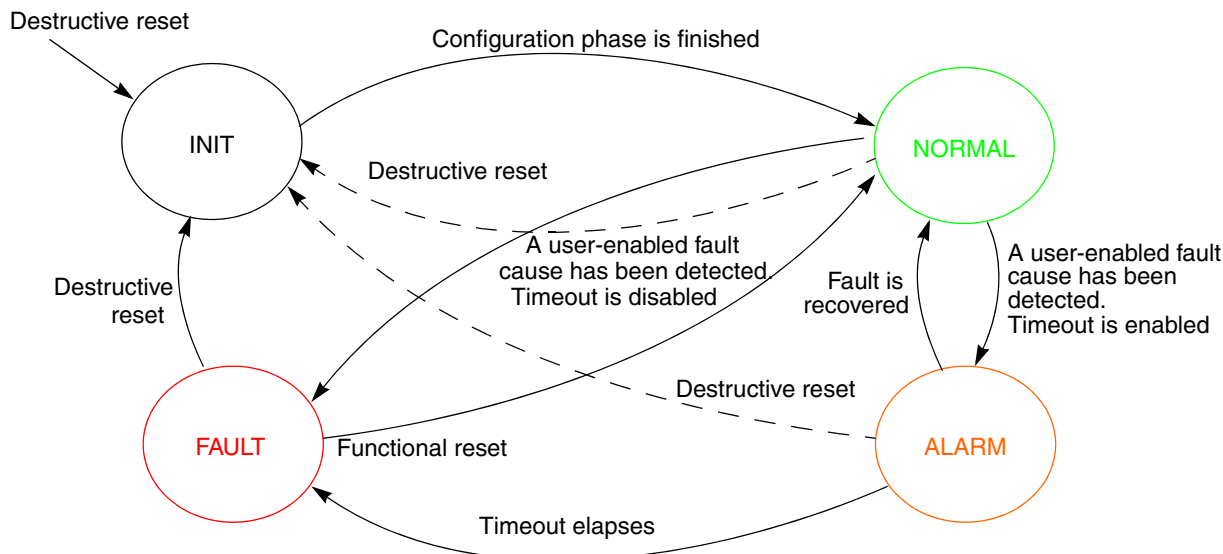 Destructive reset
Configuration phase is finished
INIT
NORMAL
Destructive reset
A user-enabled fault
cause has been detected.
Timeout is disabled
Fault is
recovered
A user-enabled fault
cause has been
detected.
Timeout is enabled
Destructive
reset
Destructive reset
FAULT
Functional reset
ALARM
Timeout elapses